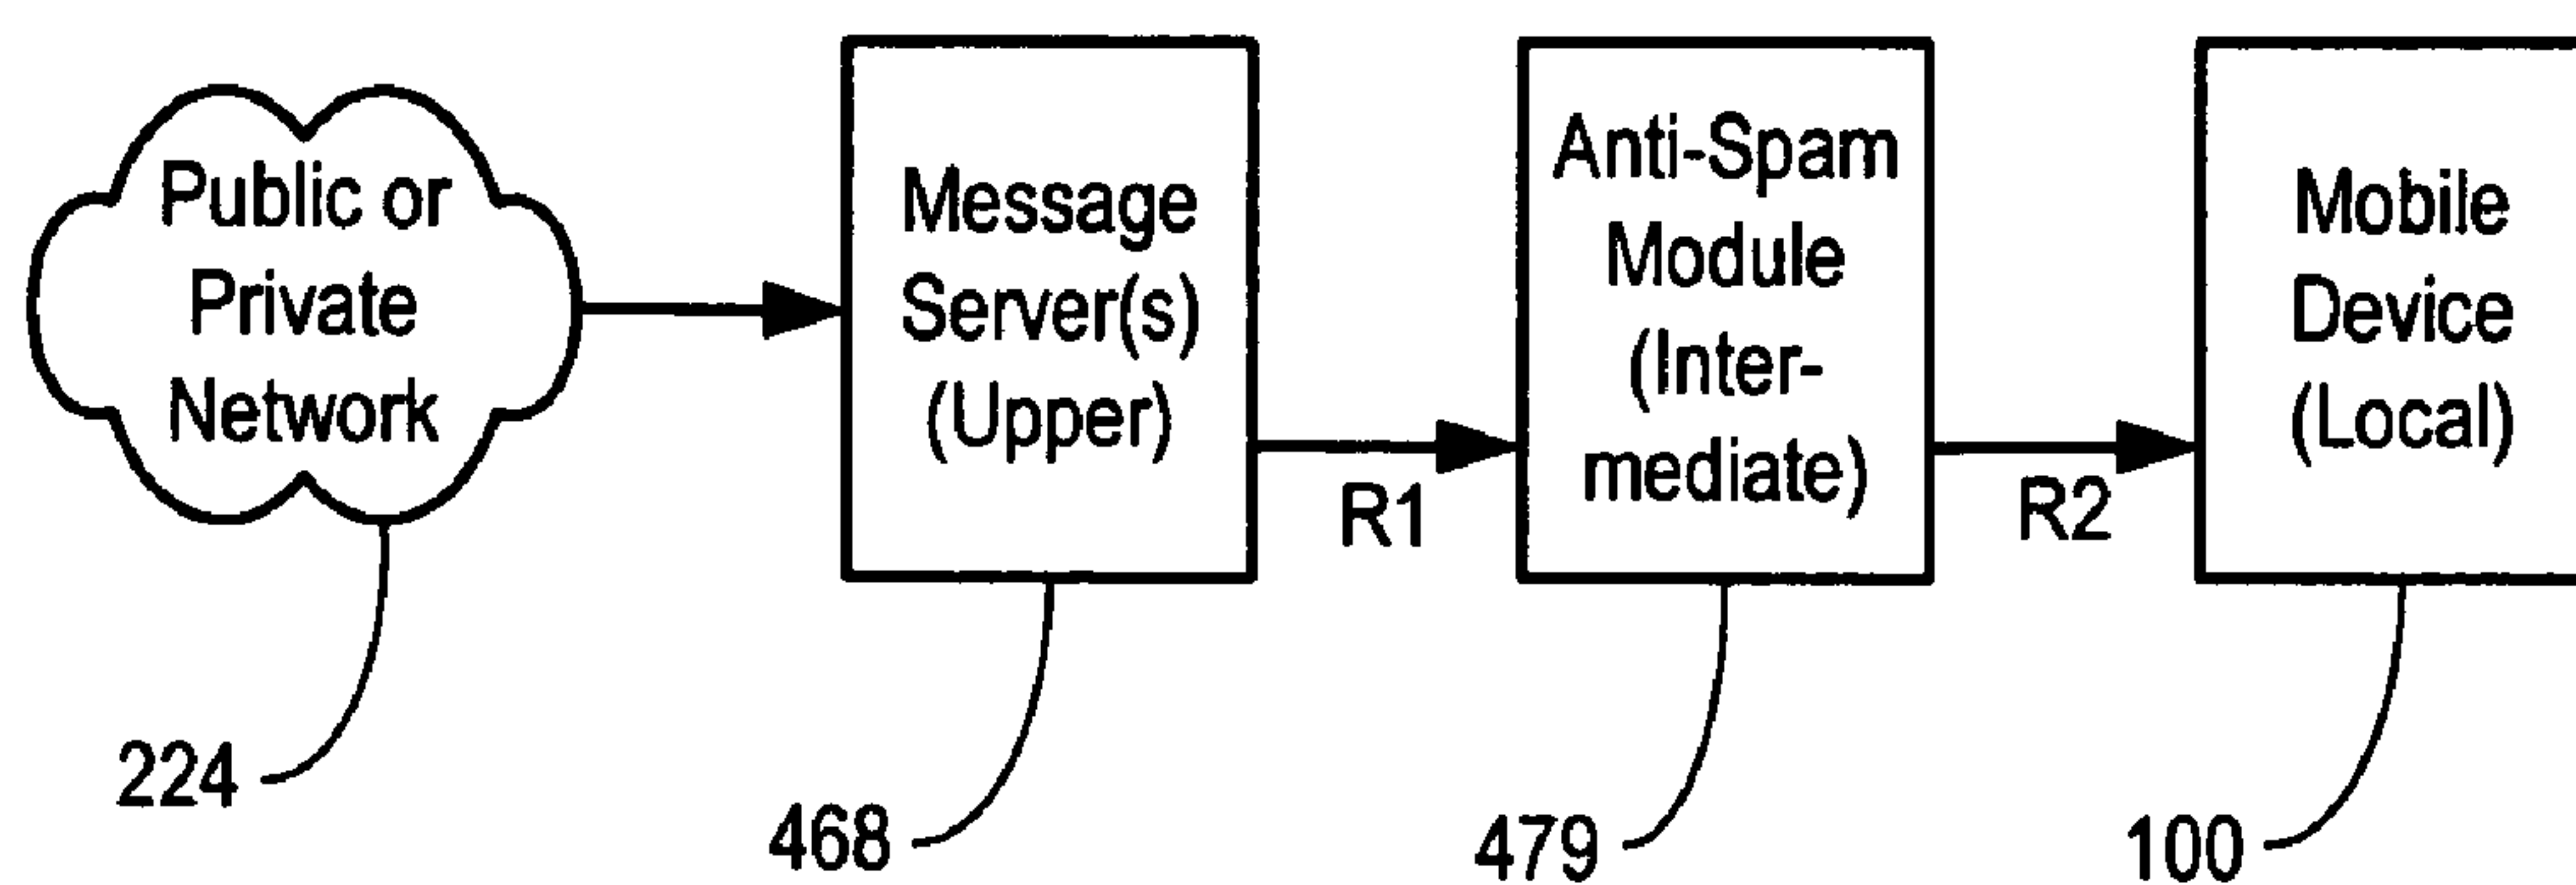 Public or
Private
Network
Message
Server(s)
(Upper)
R1
Anti-Spam
Module
(Inter-
mediate)
R2
Mobile
Device
(Local)
224
468
479
100